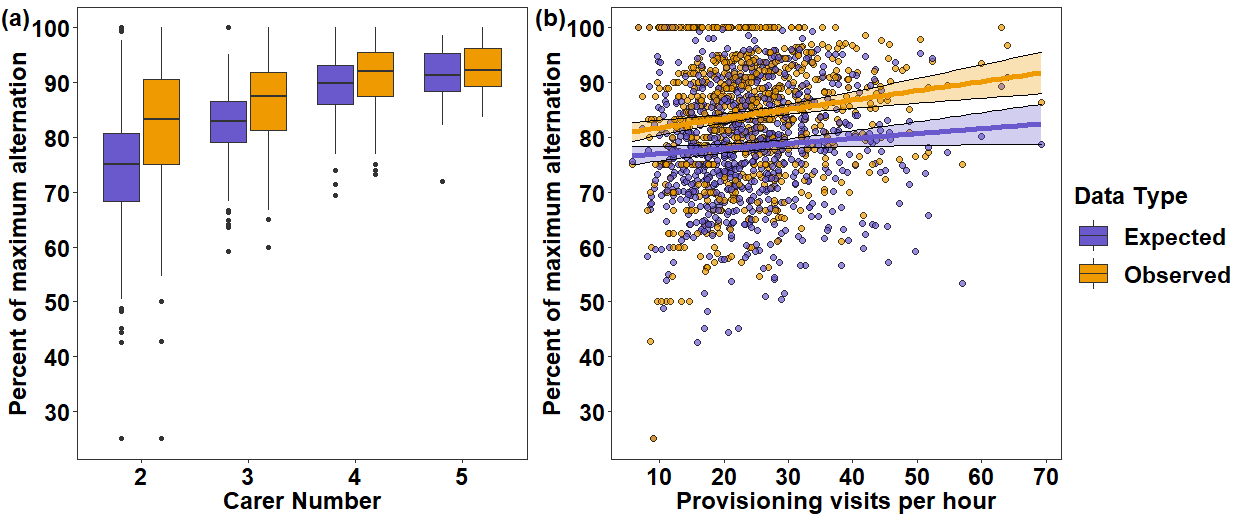 (a)
Percent of maximum alternation
100
90
80
70
60
50
40
30
2 3 4 5
Carer Number
(b)
Percent of maximum alternation
100
90
80
70
60
50
40
30
10 20 30 40 50 60 70
Provisioning visits per hour
Data Type
Expected
Observed